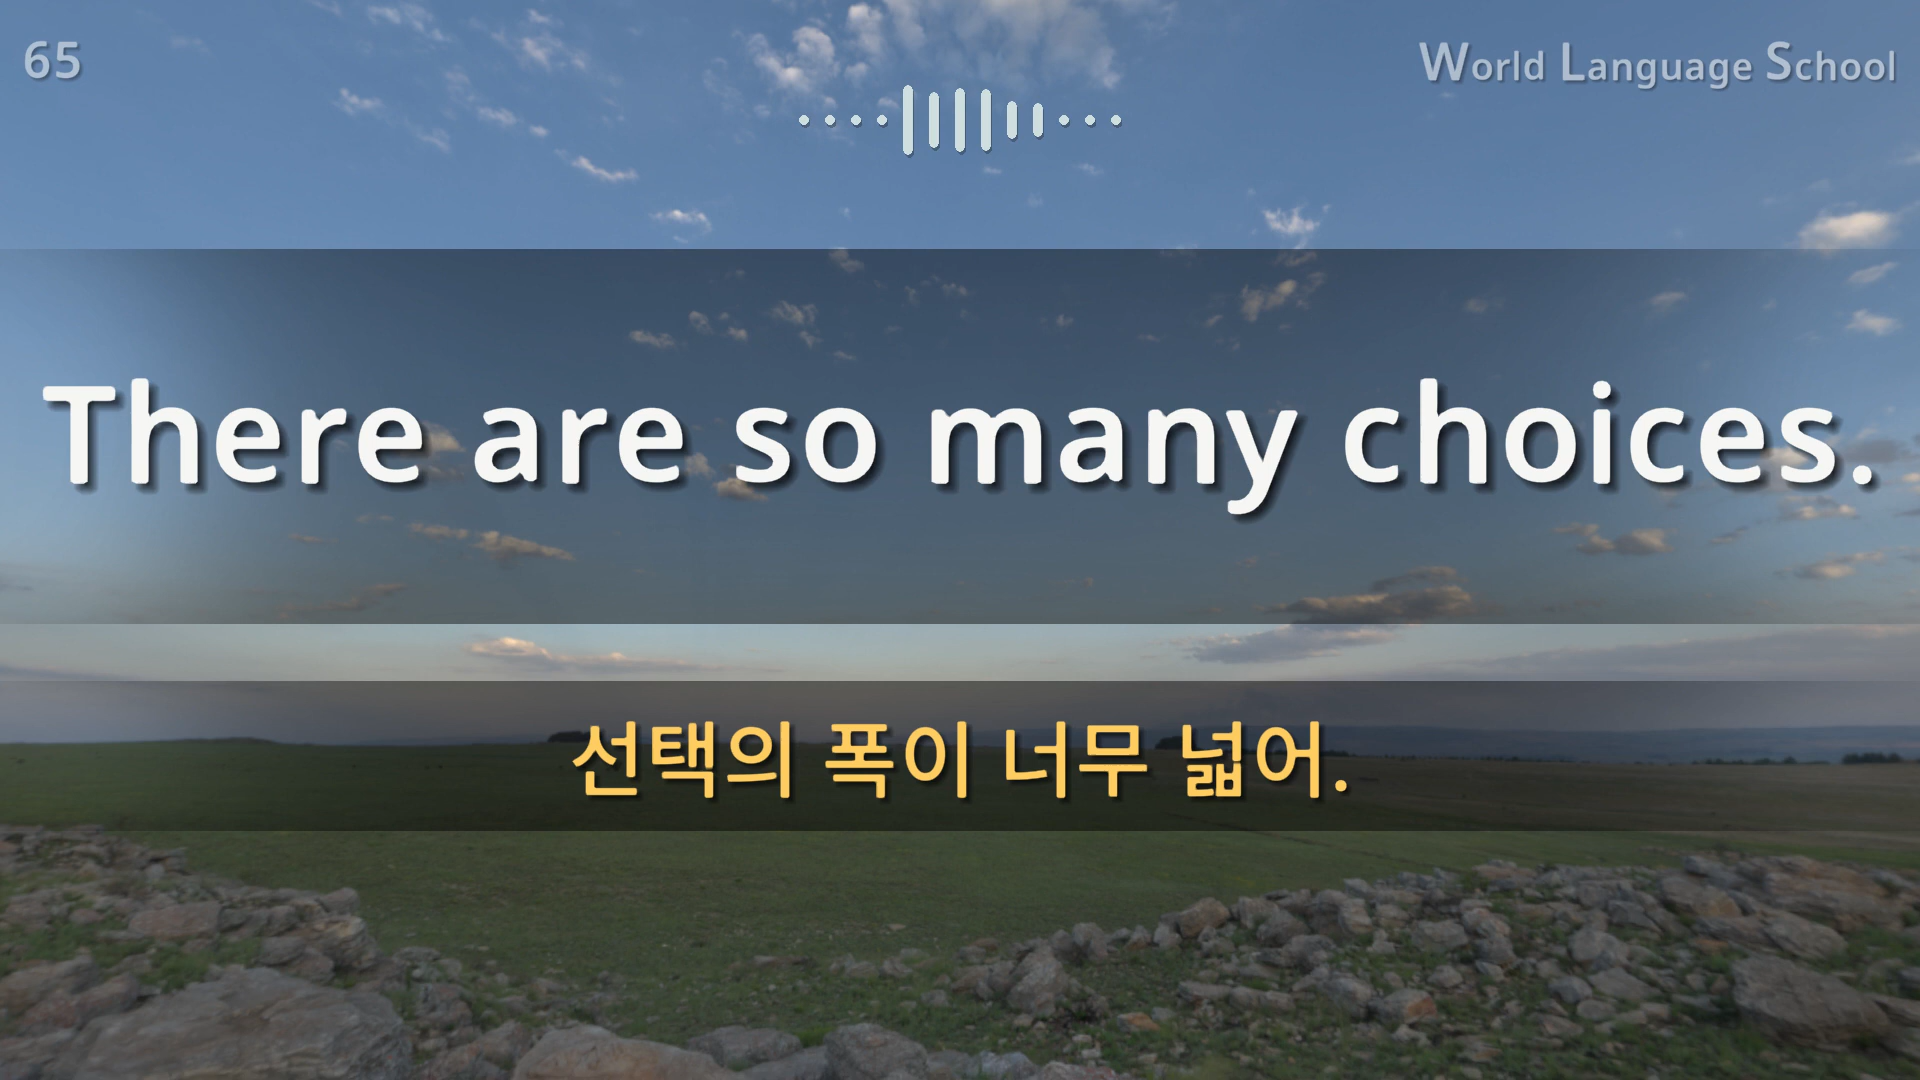 65
World Language School
There are so many choices.
선택의 폭이 너무 넓어.